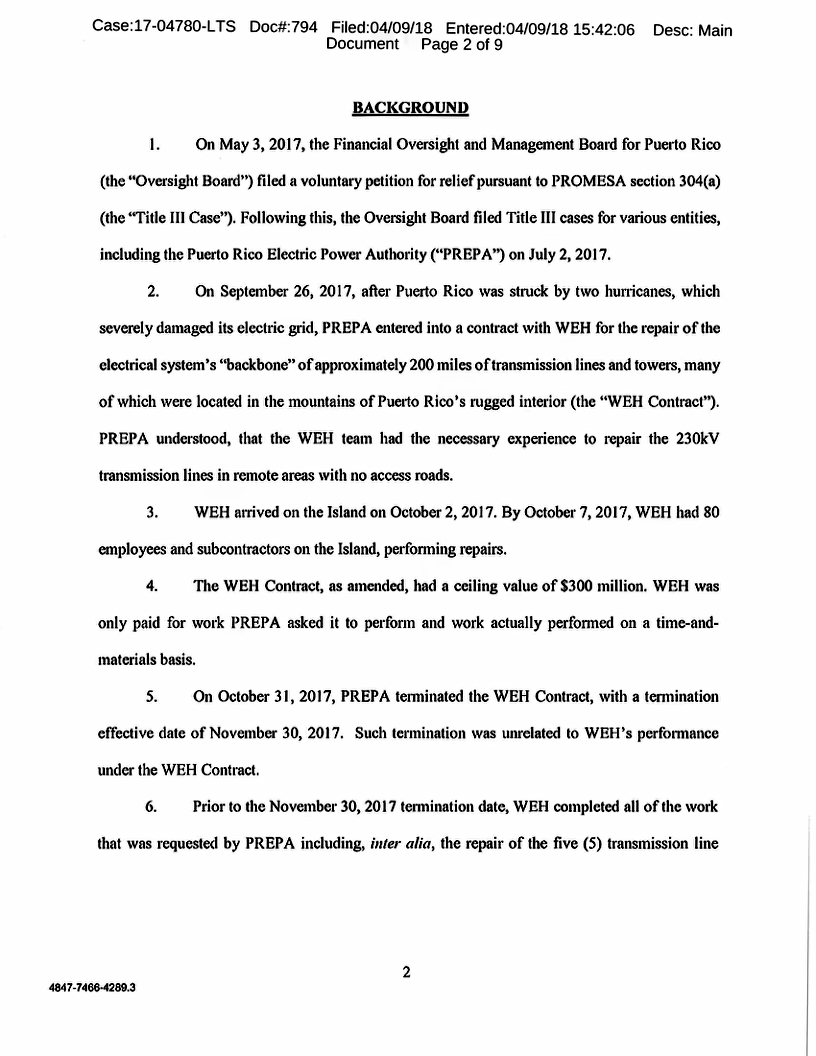 Case:17-04780-LTS Doc#:794 Filed:04/09/18 Entered:04/09/18 15:42:06 Desc: Main
Document Page 2 of 9
BACKGROUND
1. On May 3, 2017, the Financial Oversight and Management Board for Puerto Rico
(the “Oversight Board”) filed a voluntary petition for relief pursuant to PROMESA section 304(a)
(the “Title III Case”). Following this, the Oversight Board filed Title III cases for various entities,
including the Puerto Rico Electric Power Authority (“PREPA”) on July 2, 2017.
2. On September 26, 2017, after Puerto Rico was struck by two hurricanes, which
severely damaged its electric grid, PREPA entered into a contract with WEH for the repair of the
electrical system’s “backbone” of approximately 200 miles of transmission lines and towers, many
of which were located in the mountains of Puerto Rico’s rugged interior (the “WEH Contract”).
PREPA understood, that the WEH team had the necessary experience to repair the 230kV
transmission lines in remote areas with no access roads.
3. WEH arrived on the Island on October 2, 2017. By October 7, 2017, WEH had 80
employees and subcontractors on the Island, performing repairs.
4. The WEH Contract, as amended, had a ceiling value of $300 million. WEH was
only paid for work PREPA asked it to perform and work actually performed on a time-and-
materials basis.
5. On October 31, 2017, PREPA terminated the WEH Contract, with a termination
effective date of November 30, 2017. Such termination was unrelated to WEH’s performance
under the WEH Contract.
6. Prior to the November 30, 2017 termination date, WEH completed all of the work
that was requested by PREPA including, inter alia, the repair of the five (5) transmission line
2
4847-7466-4289.3